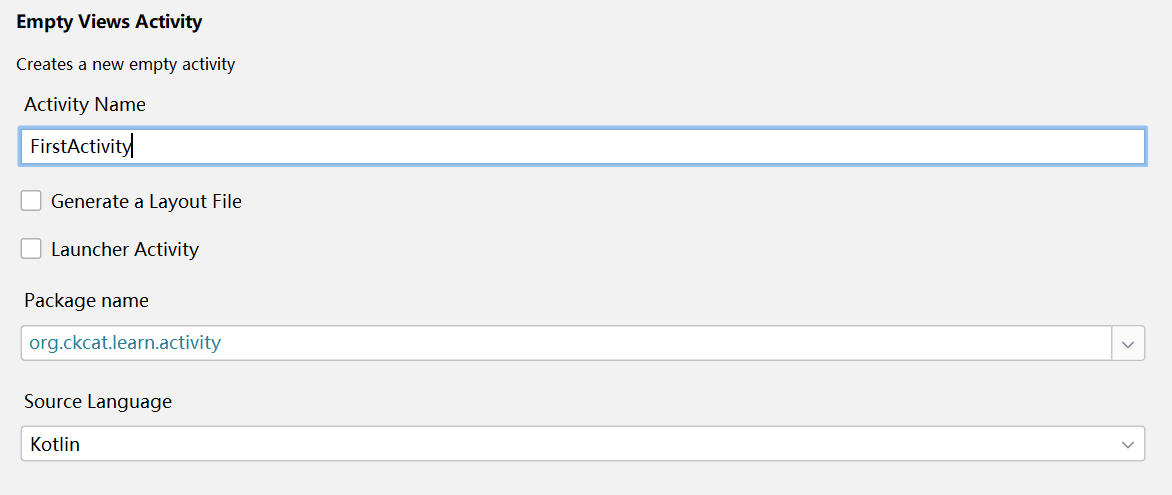 Empty Views Activity
Creates a new empty activity
Activity Name
FirstActivity
Generate a Layout File
Launcher Activity
Package name
org.ckcat.learn.activity
Source Language
Kotlin